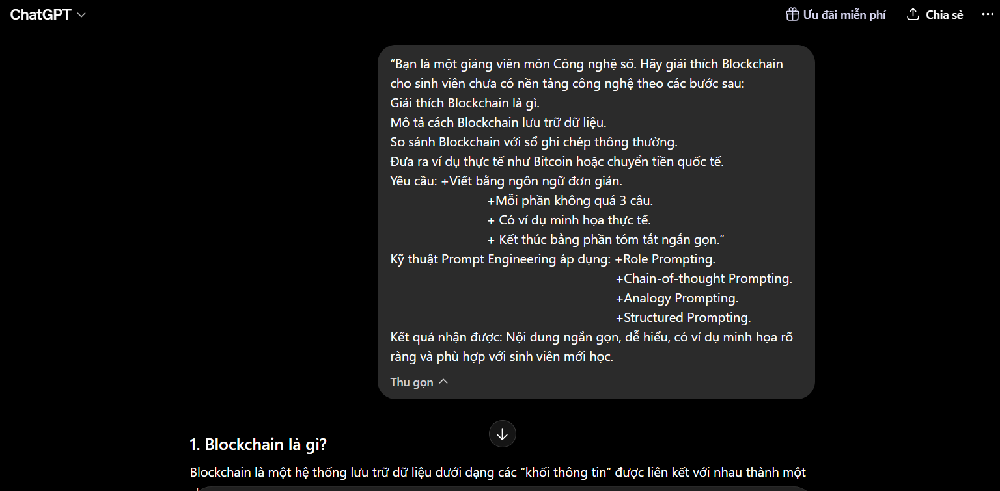 ChatGPT
Ưu đãi miễn phí
Chia sẻ
“Bạn là một giảng viên môn Công nghệ số. Hãy giải thích Blockchain
cho sinh viên chưa có nền tảng công nghệ theo các bước sau:
Giải thích Blockchain là gì.
Mô tả cách Blockchain lưu trữ dữ liệu.
So sánh Blockchain với sổ ghi chép thông thường.
Đưa ra ví dụ thực tế như Bitcoin hoặc chuyển tiền quốc tế.
Yêu cầu: +Viết bằng ngôn ngữ đơn giản.
+Mỗi phần không quá 3 câu.
+ Có ví dụ minh họa thực tế.
+ Kết thúc bằng phần tóm tắt ngắn gọn.”
Kỹ thuật Prompt Engineering áp dụng: +Role Prompting.
+Chain-of-thought Prompting.
+Analogy Prompting.
+Structured Prompting.
Kết quả nhận được: Nội dung ngắn gọn, dễ hiểu, có ví dụ minh họa rõ
ràng và phù hợp với sinh viên mới học.
Thu gọn
1. Blockchain là gì?
Blockchain là một hệ thống lưu trữ dữ liệu dưới dạng các “khối thông tin” được liên kết với nhau thành một